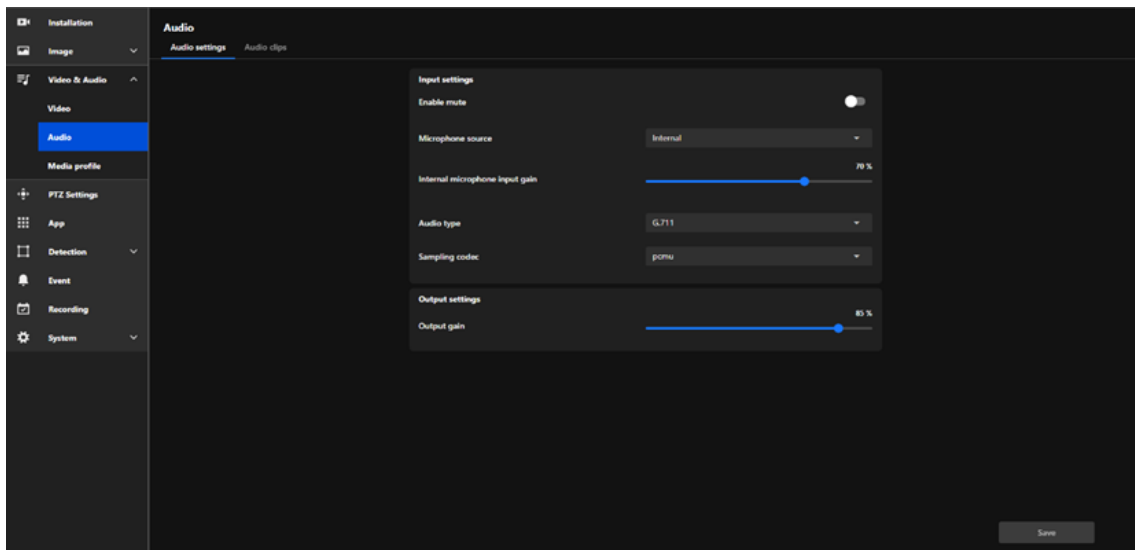 Installation
Image
Video & Audio
Video
Audio
Media profile
PTZ Settings
App
Detection
Event
Recording
System
Audio
Audio settings Audio clips
Input settings
Enable mute
Microphone source Internal
70 %
Internal microphone input gain
Audio type G.711
Sampling codec pcmu
Output settings
85 %
Output gain
Save